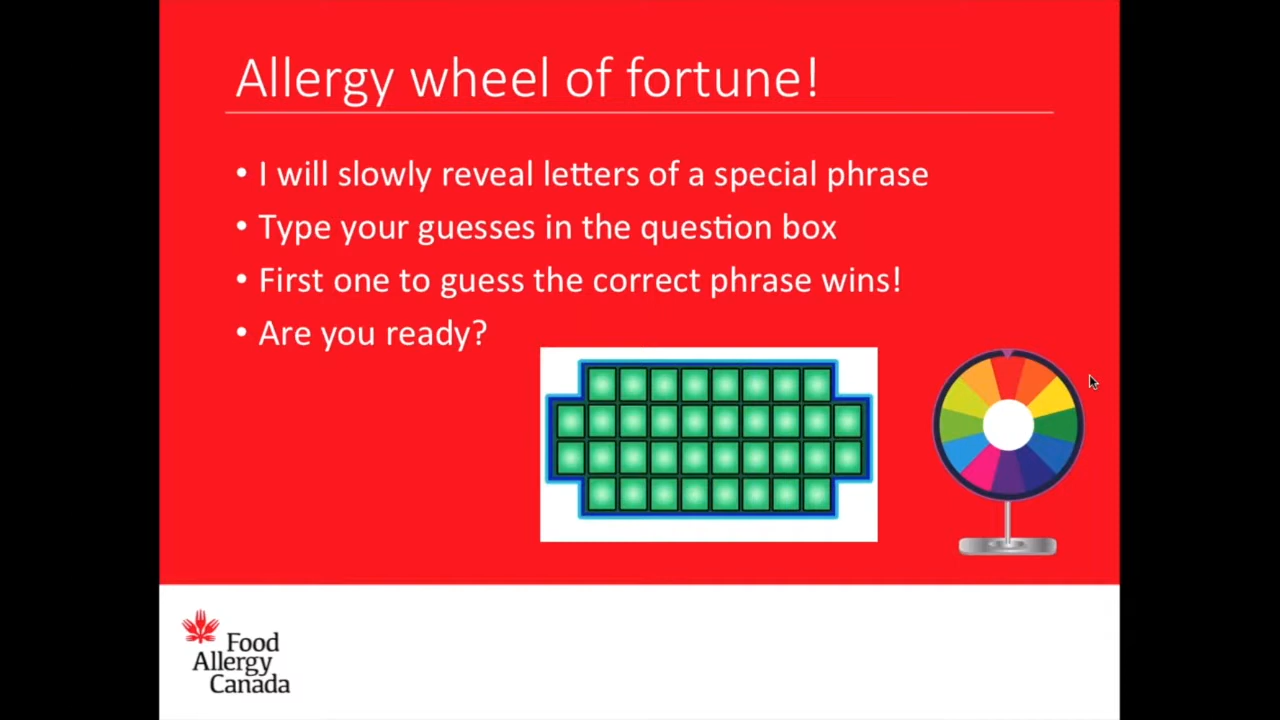 Allergy wheel of fortune!
• I will slowly reveal letters of a special phrase
• Type your guesses in the question box
• First one to guess the correct phrase wins!
• Are you ready?
Food
Allergy
Canada